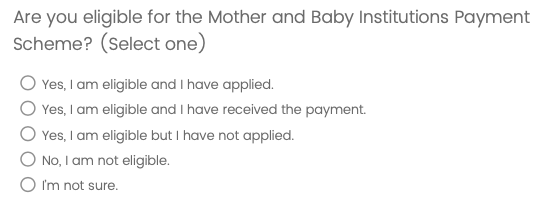 Are you eligible for the Mother and Baby Institutions Payment
Scheme? (Select one)
Yes, I am eligible and I have applied.
Yes, I am eligible and I have received the payment.
Yes, I am eligible but I have not applied.
No, I am not eligible.
I'm not sure.